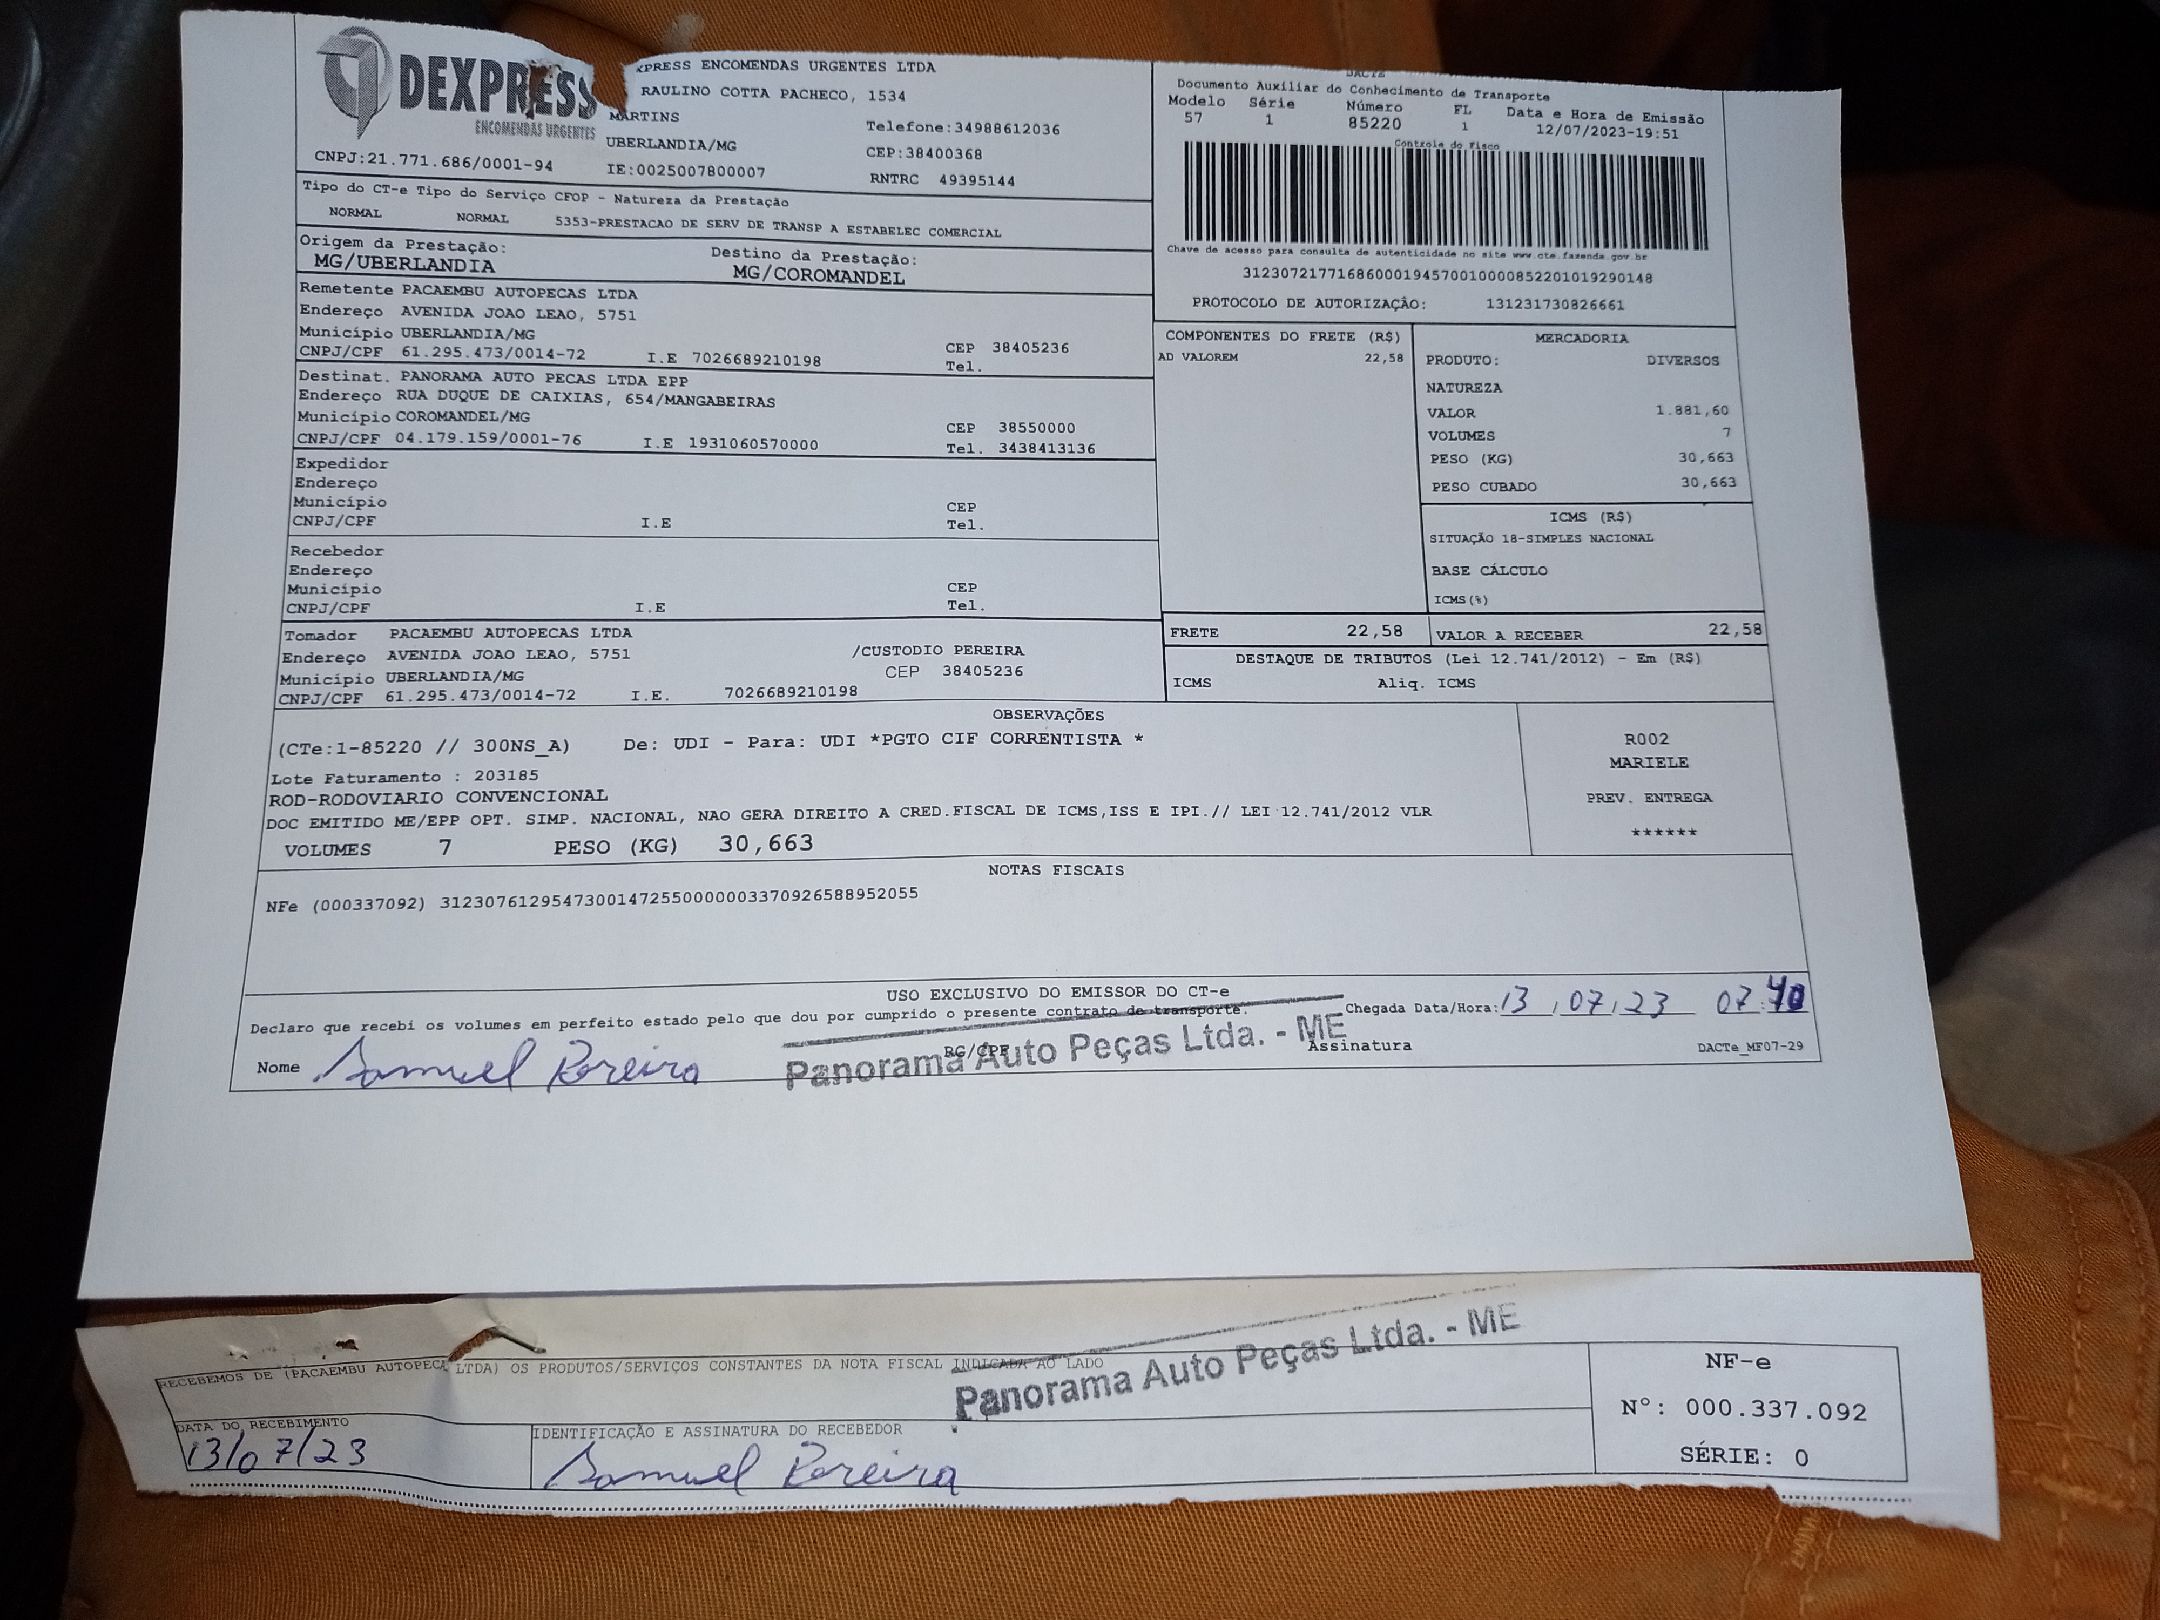 DEXPRESS
ENCOMENDAS URGENTES
XPRESS ENCOMENDAS URGENTES LTDA
RAULINO COTTA PACHECO, 1534
MARTINS
UBERLANDIA/MG
Telefone:34988612036
CEP:38400368
CNPJ:21.771.686/0001-94
IE:0025007800007
RNTRC 49395144
DACTE
Documento Auxiliar do Conhecimento de Transporte
Modelo Série Número FL Data e Hora de Emissão
57 1 85220 1 12/07/2023-19:51
Controle do Fisco
Chave de acesso para consulta de autenticidade no site www.cte.fazenda.gov.br
31230721771686000194570010000852201019290148
PROTOCOLO DE AUTORIZAÇÂO: 131231730826661
Tipo do CT-e Tipo do Serviço CFOP - Natureza da Prestação
NORMAL NORMAL 5353-PRESTACAO DE SERV DE TRANSP A ESTABELEC COMERCIAL
Origem da Prestação: Destino da Prestação:
MG/UBERLANDIA MG/COROMANDEL
Remetente PACAEMBU AUTOPECAS LTDA
Endereço AVENIDA JOAO LEAO, 5751
Município UBERLANDIA/MG CEP 38405236
CNPJ/CPF 61.295.473/0014-72 I.E 7026689210198 Tel.
Destinat. PANORAMA AUTO PECAS LTDA EPP
Endereço RUA DUQUE DE CAIXIAS, 654/MANGABEIRAS
Município COROMANDEL/MG CEP 38550000
CNPJ/CPF 04.179.159/0001-76 I.E 1931060570000 Tel. 3438413136
Expedidor
Endereço
Município CEP
CNPJ/CPF I.E Tel.
Recebedor
Endereço
Município CEP
CNPJ/CPF I.E Tel.
Tomador PACAEMBU AUTOPECAS LTDA
Endereço AVENIDA JOAO LEAO, 5751 /CUSTODIO PEREIRA
Município UBERLANDIA/MG CEP 38405236
CNPJ/CPF 61.295.473/0014-72 I.E. 7026689210198
COMPONENTES DO FRETE (R$)
AD VALOREM 22,58
MERCADORIA
PRODUTO: DIVERSOS
NATUREZA
VALOR 1.881,60
VOLUMES 7
PESO (KG) 30,663
PESO CUBADO 30,663
ICMS (R$)
SITUAÇÃO 18-SIMPLES NACIONAL
BASE CÁLCULO
ICMS(%)
FRETE 22,58 VALOR A RECEBER 22,58
DESTAQUE DE TRIBUTOS (Lei 12.741/2012) - Em (R$)
ICMS Aliq. ICMS
OBSERVAÇÕES
(CTe:1-85220 // 300NS_A) De: UDI - Para: UDI *PGTO CIF CORRENTISTA *
Lote Faturamento : 203185
ROD-RODOVIARIO CONVENCIONAL
DOC EMITIDO ME/EPP OPT. SIMP. NACIONAL, NAO GERA DIREITO A CRED.FISCAL DE ICMS,ISS E IPI.// LEI 12.741/2012 VLR
VOLUMES 7 PESO (KG) 30,663
R002
MARIELE
PREV. ENTREGA
******
NOTAS FISCAIS
NFe (000337092) 31230761295473001472550000003370926588952055
USO EXCLUSIVO DO EMISSOR DO CT-e
Declaro que recebi os volumes em perfeito estado pelo que dou por cumprido o presente contrato de transporte. Chegada Data/Hora: 13,07,23 07:40
Nome Samuel Pereira RG/CPF Assinatura DACTe_MF07-29
Panorama Auto Peças Ltda. - ME
RECEBEMOS DE (PACAEMBU AUTOPECA LTDA) OS PRODUTOS/SERVIÇOS CONSTANTES DA NOTA FISCAL INDICADA AO LADO
Panorama Auto Peças Ltda. - ME
DATA DO RECEBIMENTO
13/07/23
IDENTIFICAÇÃO E ASSINATURA DO RECEBEDOR
Samuel Pereira
NF-e
Nº: 000.337.092
SÉRIE: 0